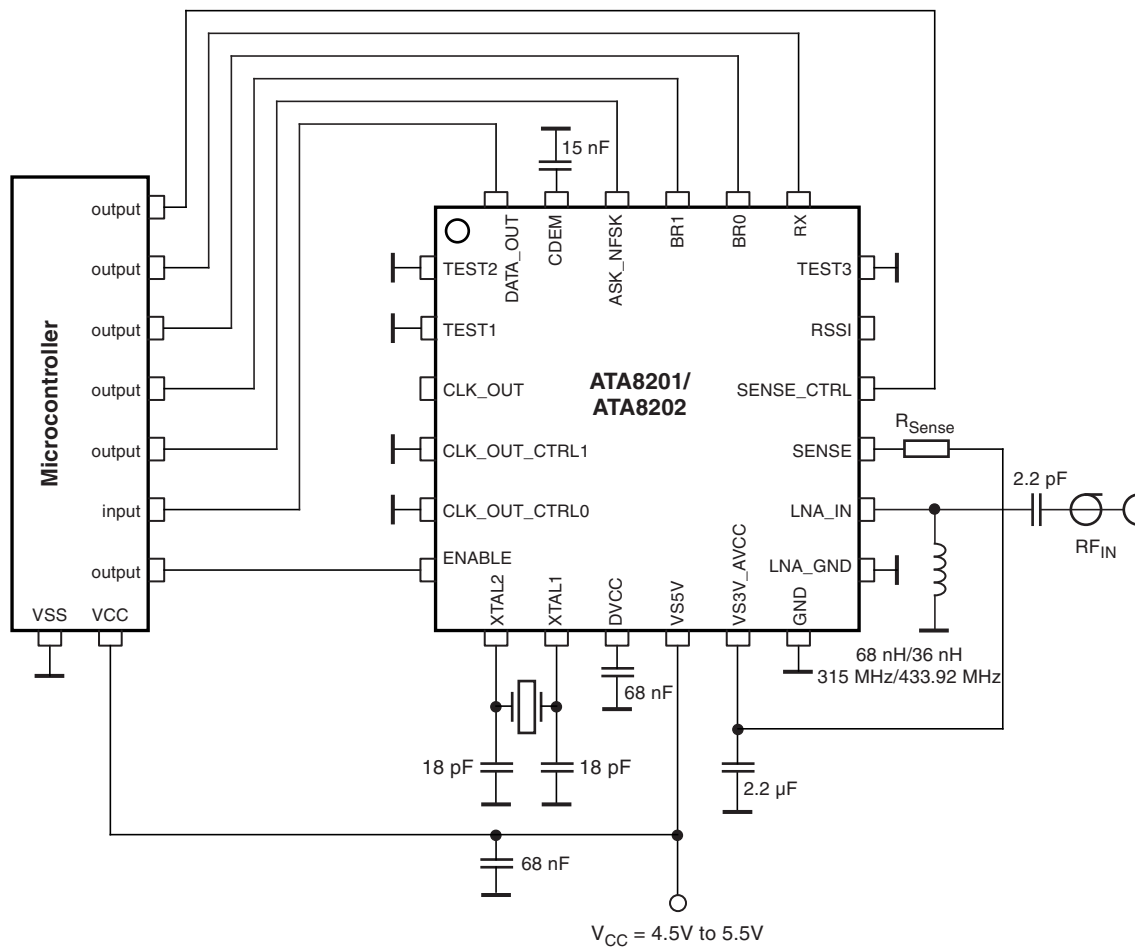 15 nF
output
output
output
output
output
input
output
Microcontroller
VSS
VCC
DATA_OUT
CDEM
ASK_NFSK
BR1
BR0
RX
TEST2
TEST1
CLK_OUT
CLK_OUT_CTRL1
CLK_OUT_CTRL0
ENABLE
ATA8201/
ATA8202
TEST3
RSSI
SENSE_CTRL
SENSE
LNA_IN
LNA_GND
XTAL2
XTAL1
DVCC
VS5V
VS3V_AVCC
GND
RSense
2.2 pF
RFIN
68 nH/36 nH
315 MHz/433.92 MHz
68 nF
18 pF
18 pF
2.2 µF
68 nF
VCC = 4.5V to 5.5V